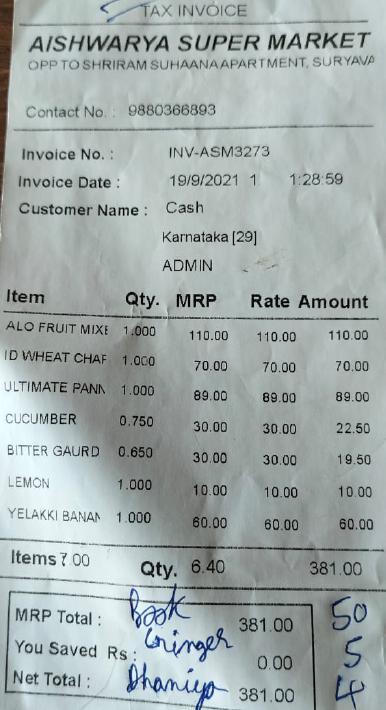 TAX INVOICE
AISHWARYA SUPER MARKET
OPP TO SHRIRAM SUHAANA APARTMENT, SURYAVA
Contact No. : 9880366893
Invoice No. : INV-ASM3273
Invoice Date : 19/9/2021 1 1:28:59
Customer Name : Cash
Karnataka [29]
ADMIN
Item Qty. MRP Rate Amount
ALO FRUIT MIXE 1.000 110.00 110.00 110.00
ID WHEAT CHAP 1.000 70.00 70.00 70.00
ULTIMATE PANN 1.000 89.00 89.00 89.00
CUCUMBER 0.750 30.00 30.00 22.50
BITTER GAURD 0.650 30.00 30.00 19.50
LEMON 1.000 10.00 10.00 10.00
YELAKKI BANAN 1.000 60.00 60.00 60.00
Items 7.00 Qty. 6.40 381.00
MRP Total : Book 381.00 50
You Saved Rs : Ginger 0.00 5
Net Total : Dhaniya 381.00 4